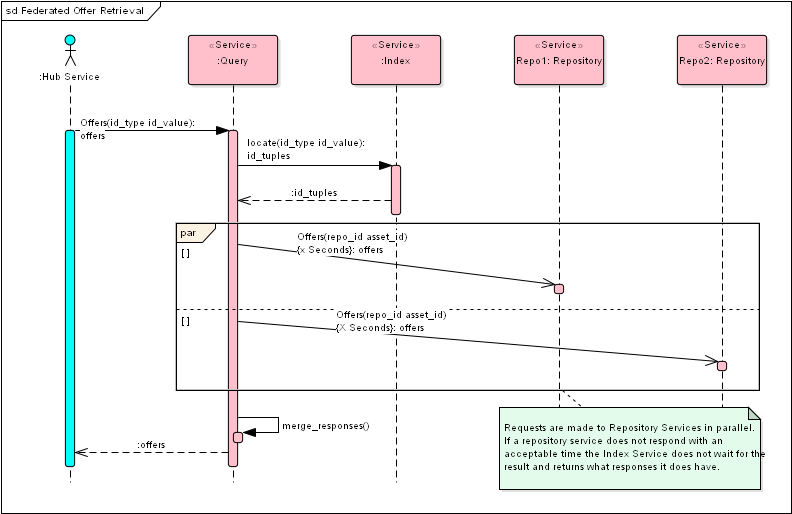 sd Federated Offer Retrieval
«Service»
:Query
«Service»
:Index
«Service»
Repo1: Repository
«Service»
Repo2: Repository
:Hub Service
Offers(id_type id_value):
offers
locate(id_type id_value):
id_tuples
:id_tuples
par
[ ]
Offers(repo_id asset_id)
{x Seconds}: offers
[ ]
Offers(repo_id asset_id)
{X Seconds}: offers
merge_responses()
:offers
Requests are made to Repository Services in parallel.
If a repository service does not respond with an
acceptable time the Index Service does not wait for the
result and returns what responses it does have.